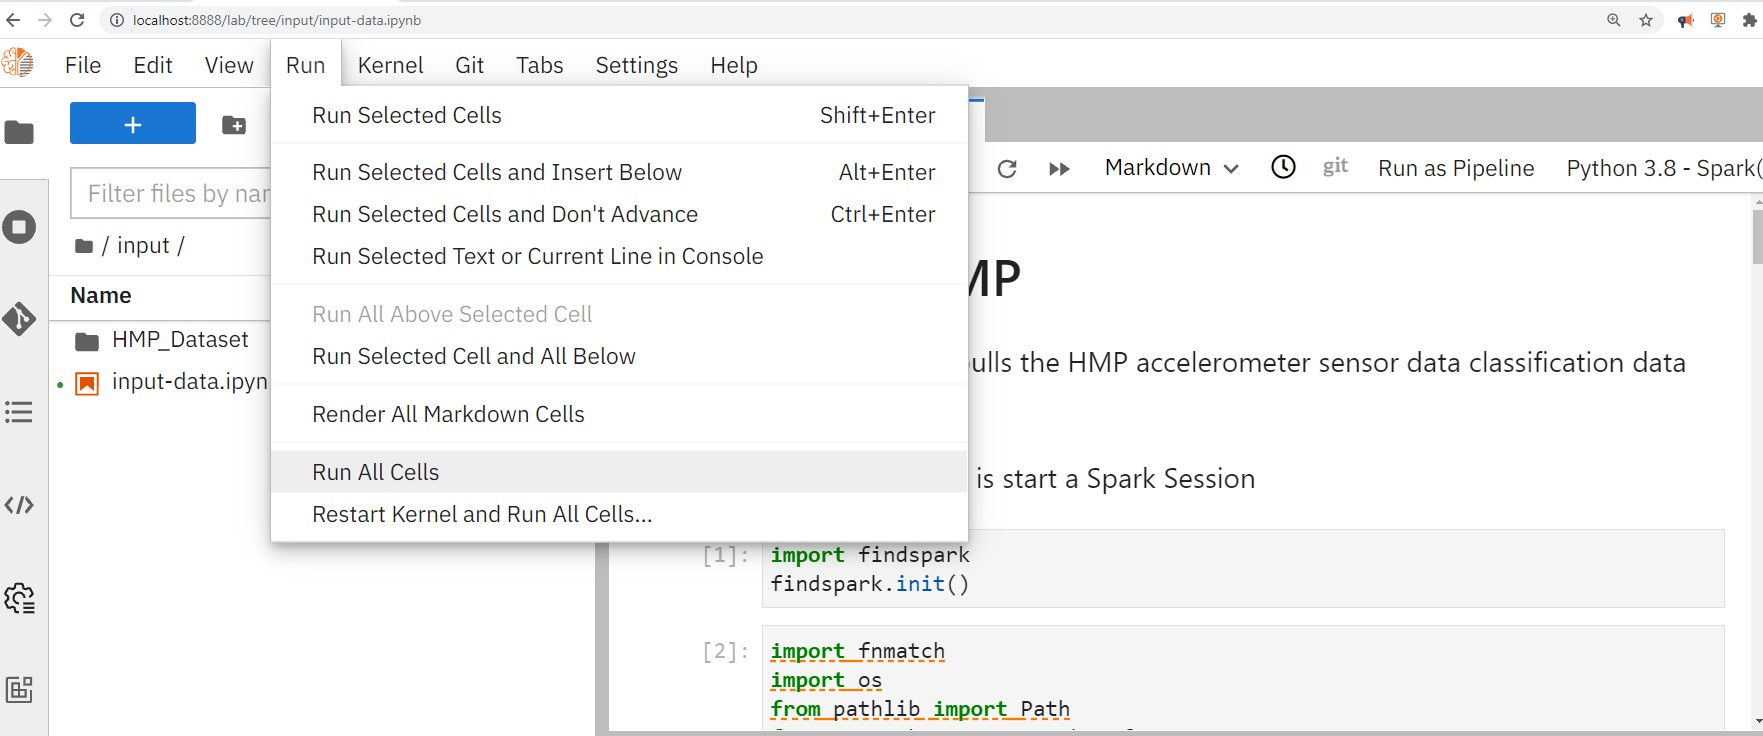 localhost:8888/lab/tree/input/input-data.ipynb
File Edit View Run Kernel Git Tabs Settings Help
+
Filter files by nar
/ input /
Name
HMP_Dataset
input-data.ipyn
Run Selected Cells Shift+Enter
Run Selected Cells and Insert Below Alt+Enter
Run Selected Cells and Don't Advance Ctrl+Enter
Run Selected Text or Current Line in Console
Run All Above Selected Cell
Run Selected Cell and All Below
Render All Markdown Cells
Run All Cells
Restart Kernel and Run All Cells...
Markdown git Run as Pipeline Python 3.8 - Spark(
MP
ulls the HMP accelerometer sensor data classification data
is start a Spark Session
[1]: import findspark
findspark.init()
[2]: import fnmatch
import os
from pathlib import Path